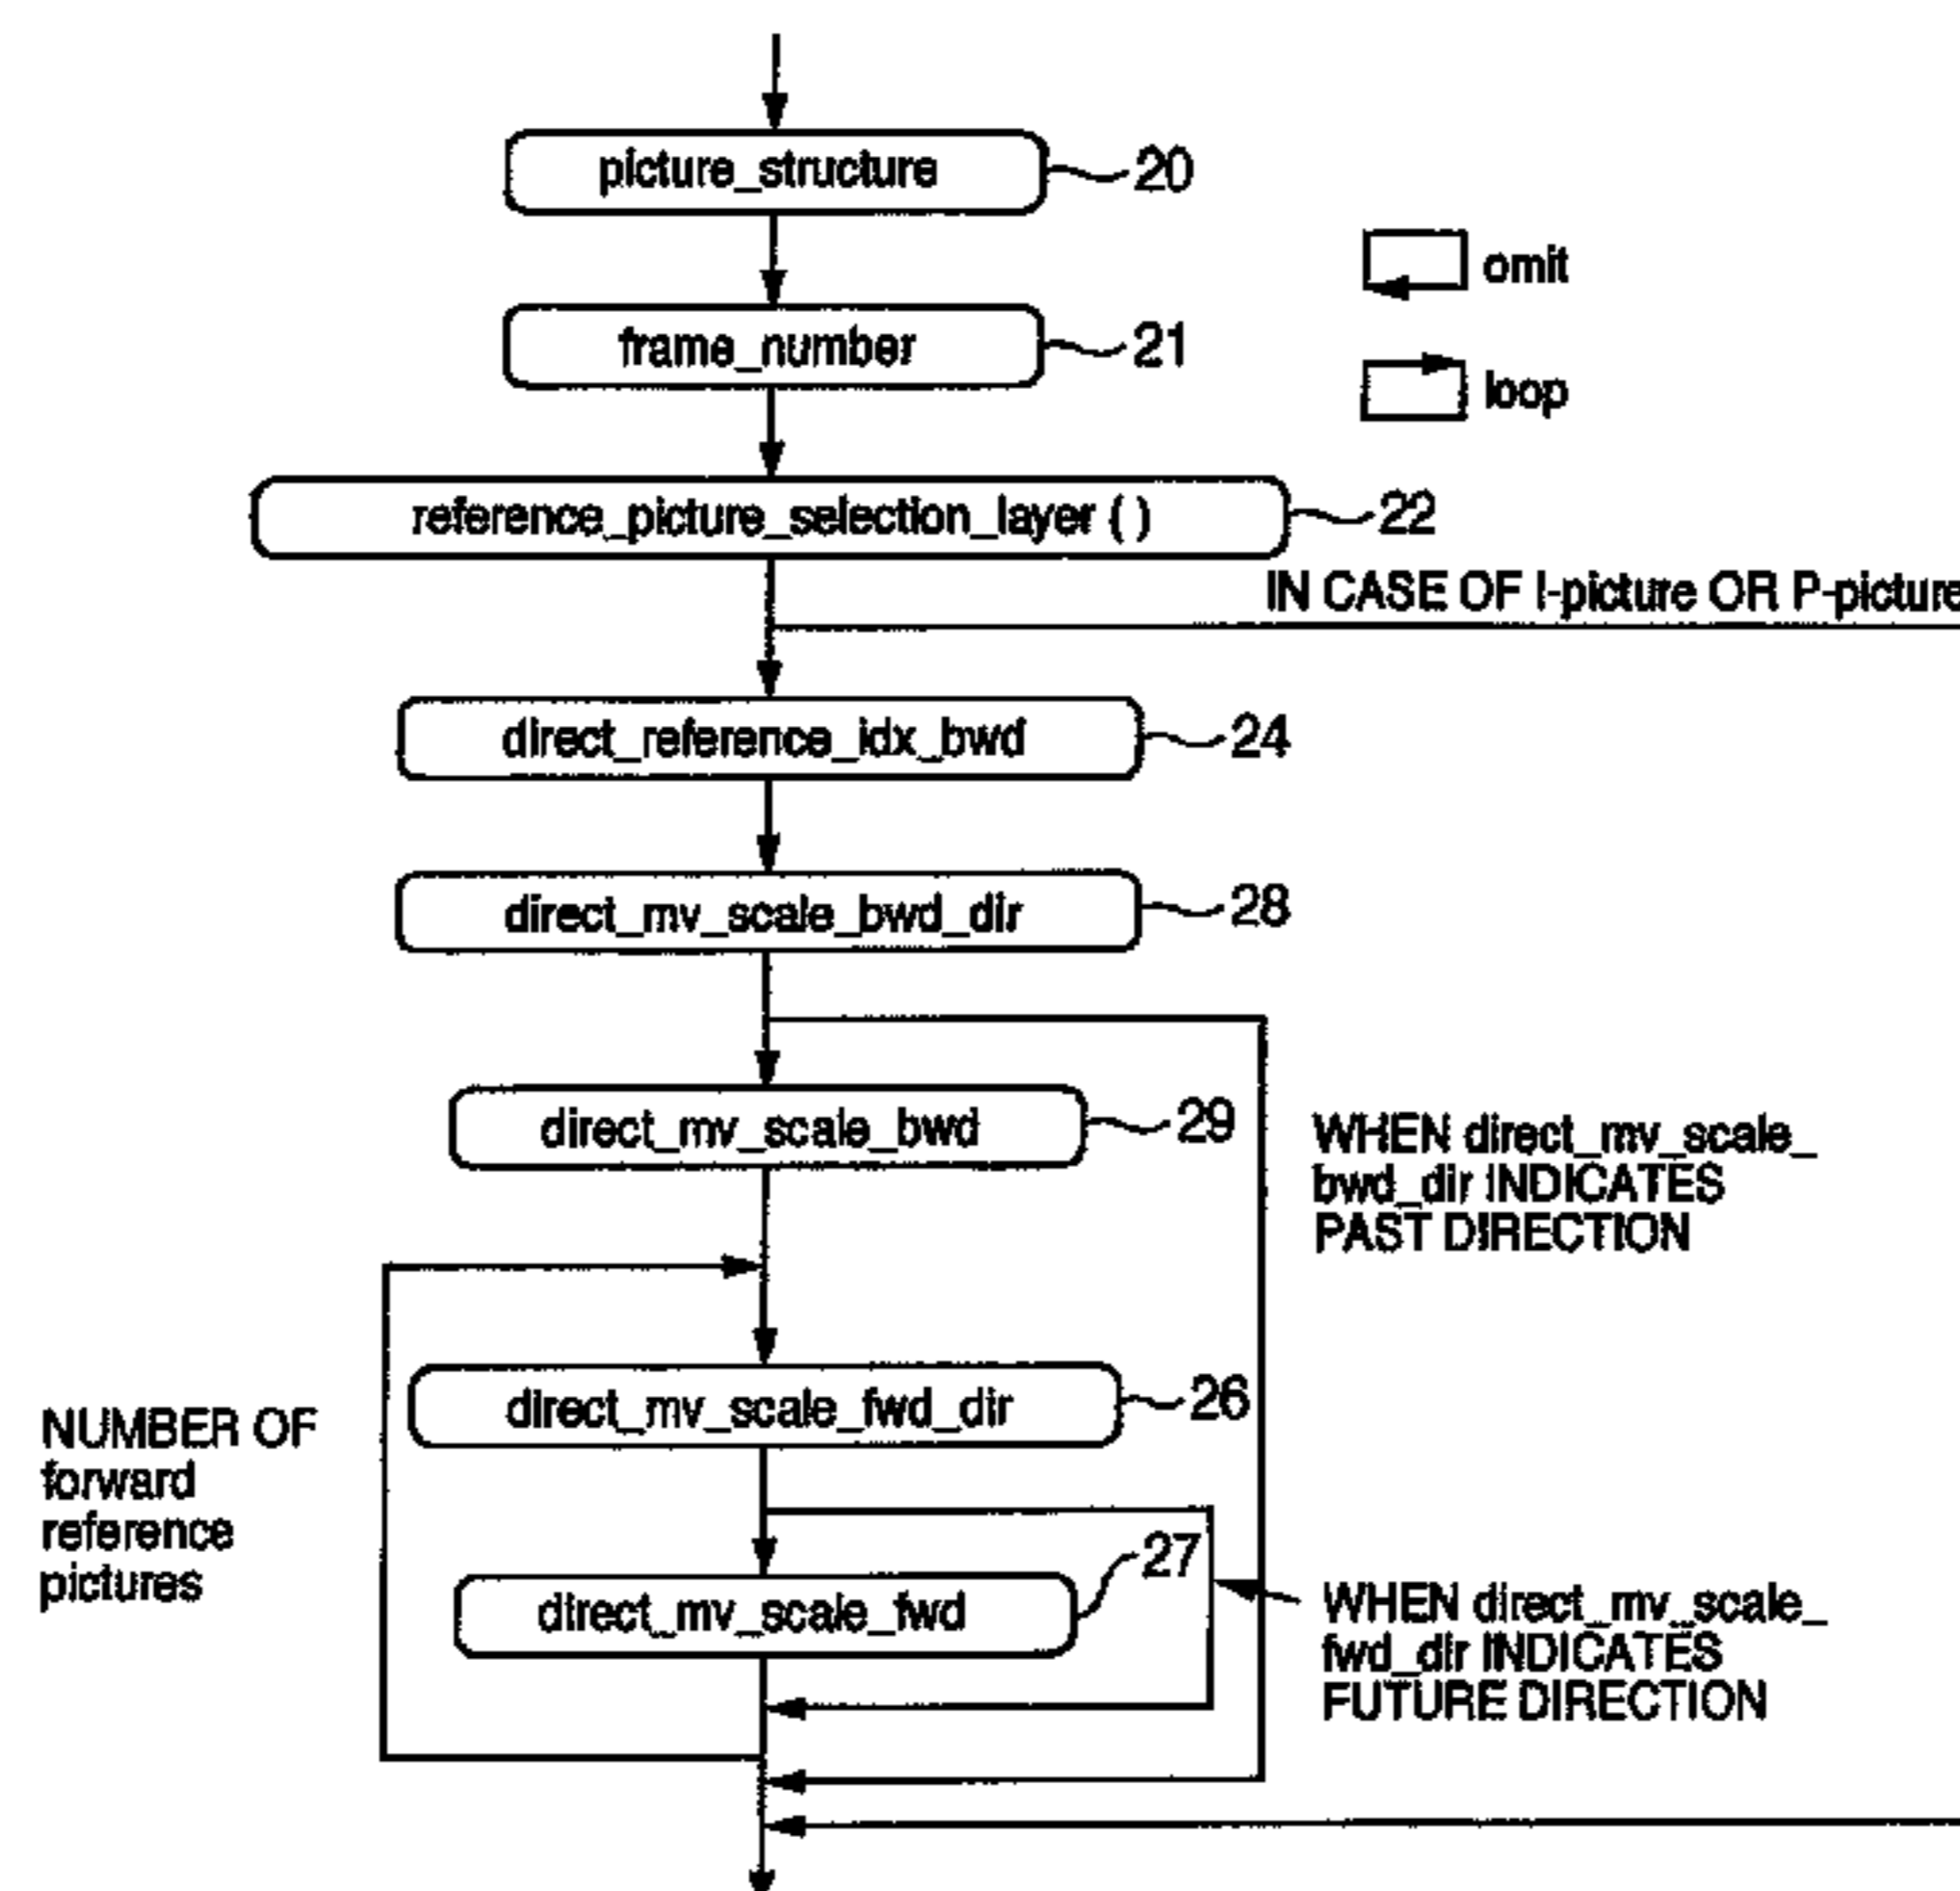 picture_structure
20
omit
frame_number
21
loop
reference_picture_selection_layer ( )
22
IN CASE OF I-picture OR P-picture
direct_reference_idx_bwd
24
direct_mv_scale_bwd_dir
28
direct_mv_scale_bwd
29
WHEN direct_mv_scale_
bwd_dir INDICATES
PAST DIRECTION
direct_mv_scale_fwd_dir
26
NUMBER OF
forward
reference
pictures
direct_mv_scale_fwd
27
WHEN direct_mv_scale_
fwd_dir INDICATES
FUTURE DIRECTION